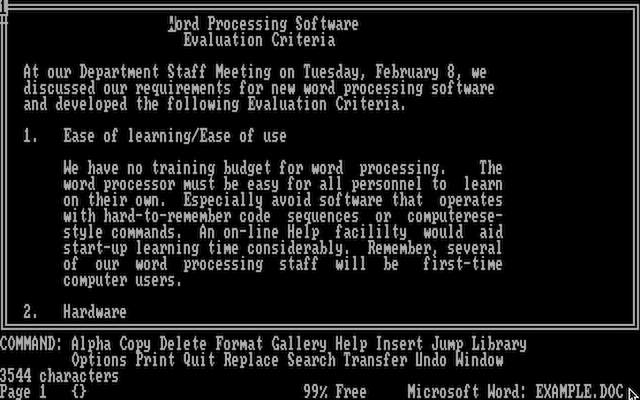 1
Word Processing Software
Evaluation Criteria
At our Department Staff Meeting on Tuesday, February 8, we
discussed our requirements for new word processing software
and developed the following Evaluation Criteria.
1. Ease of learning/Ease of use
We have no training budget for word processing. The
word processor must be easy for all personnel to learn
on their own. Especially avoid software that operates
with hard-to-remember code sequences or computerese-
style commands. An on-line Help facililty would aid
start-up learning time considerably. Remember, several
of our word processing staff will be first-time
computer users.
2. Hardware
COMMAND: Alpha Copy Delete Format Gallery Help Insert Jump Library
Options Print Quit Replace Search Transfer Undo Window
3544 characters
Page 1 {} 99% Free Microsoft Word: EXAMPLE.DOC